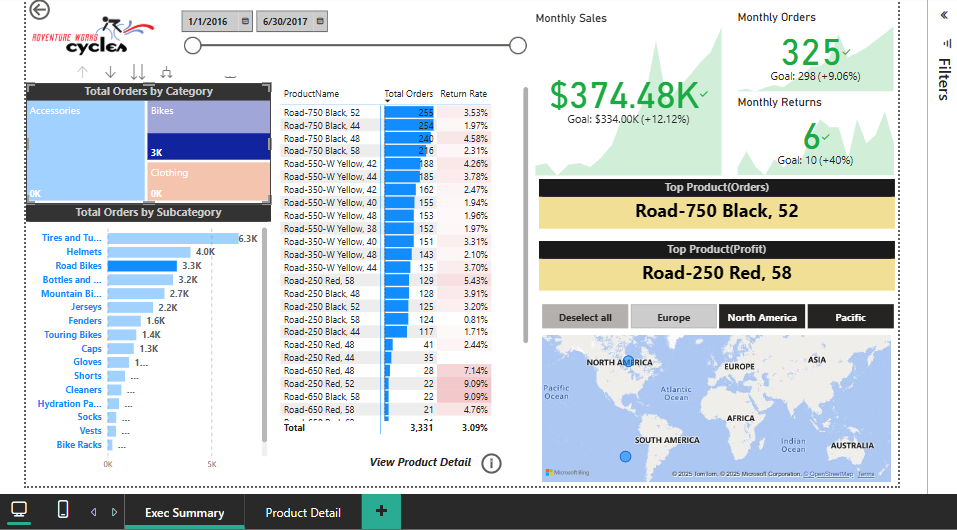 ADVENTURE WORKS
cycles
1/1/2016
6/30/2017
Total Orders by Category
Accessories
0K
Bikes
3K
Clothing
0K
Total Orders by Subcategory
Tires and Tu... 6.3K
Helmets 4.0K
Road Bikes 3.3K
Bottles and ... 3.2K
Mountain Bi... 2.7K
Jerseys 2.2K
Fenders 1.6K
Touring Bikes 1.4K
Caps 1.3K
Gloves 1...
Shorts ...
Cleaners ...
Hydration Pa... ...
Socks ...
Vests ...
Bike Racks ...
0K 5K
ProductName Total Orders Return Rate
Road-750 Black, 52 255 3.53%
Road-750 Black, 44 254 1.97%
Road-750 Black, 48 240 4.58%
Road-750 Black, 58 216 2.31%
Road-550-W Yellow, 42 188 4.26%
Road-550-W Yellow, 44 185 3.78%
Road-350-W Yellow, 42 162 2.47%
Road-550-W Yellow, 40 155 1.94%
Road-550-W Yellow, 48 153 1.96%
Road-550-W Yellow, 38 152 1.97%
Road-350-W Yellow, 40 151 3.31%
Road-350-W Yellow, 48 143 2.10%
Road-350-W Yellow, 44 135 3.70%
Road-250 Red, 58 129 5.43%
Road-250 Black, 48 128 3.91%
Road-250 Black, 52 125 3.20%
Road-250 Black, 58 124 0.81%
Road-250 Black, 44 117 1.71%
Road-250 Red, 48 41 2.44%
Road-250 Red, 44 35
Road-650 Red, 48 28 7.14%
Road-250 Red, 52 22 9.09%
Road-650 Black, 58 22 9.09%
Road-650 Red, 58 21 4.76%
Total 3,331 3.09%
View Product Detail
Monthly Sales
$374.48K
Goal: $334.00K (+12.12%)
Monthly Orders
325
Goal: 298 (+9.06%)
Monthly Returns
6
Goal: 10 (+40%)
Top Product(Orders)
Road-750 Black, 52
Top Product(Profit)
Road-250 Red, 58
Deselect all
Europe
North America
Pacific
NORTH AMERICA
EUROPE
ASIA
Pacific
Ocean
Atlantic
Ocean
AFRICA
SOUTH AMERICA
Indian
Ocean
AUSTRALIA
Microsoft Bing
© 2025 TomTom, © 2025 Microsoft Corporation, © OpenStreetMap Terms
Filters
Exec Summary
Product Detail